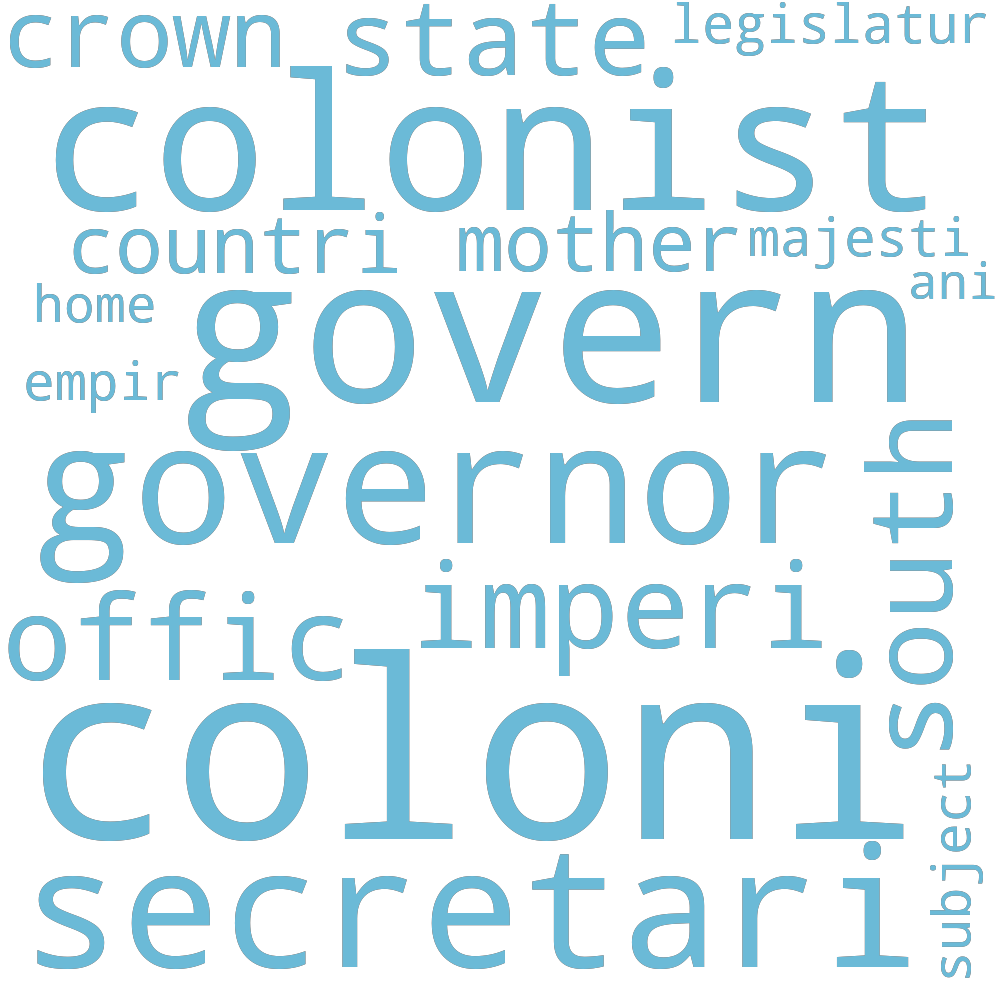 crown state legislatur
colonist
countri mother majesti
home ani
govern
empir
governor
south
offic imperi
coloni
subject
secretari